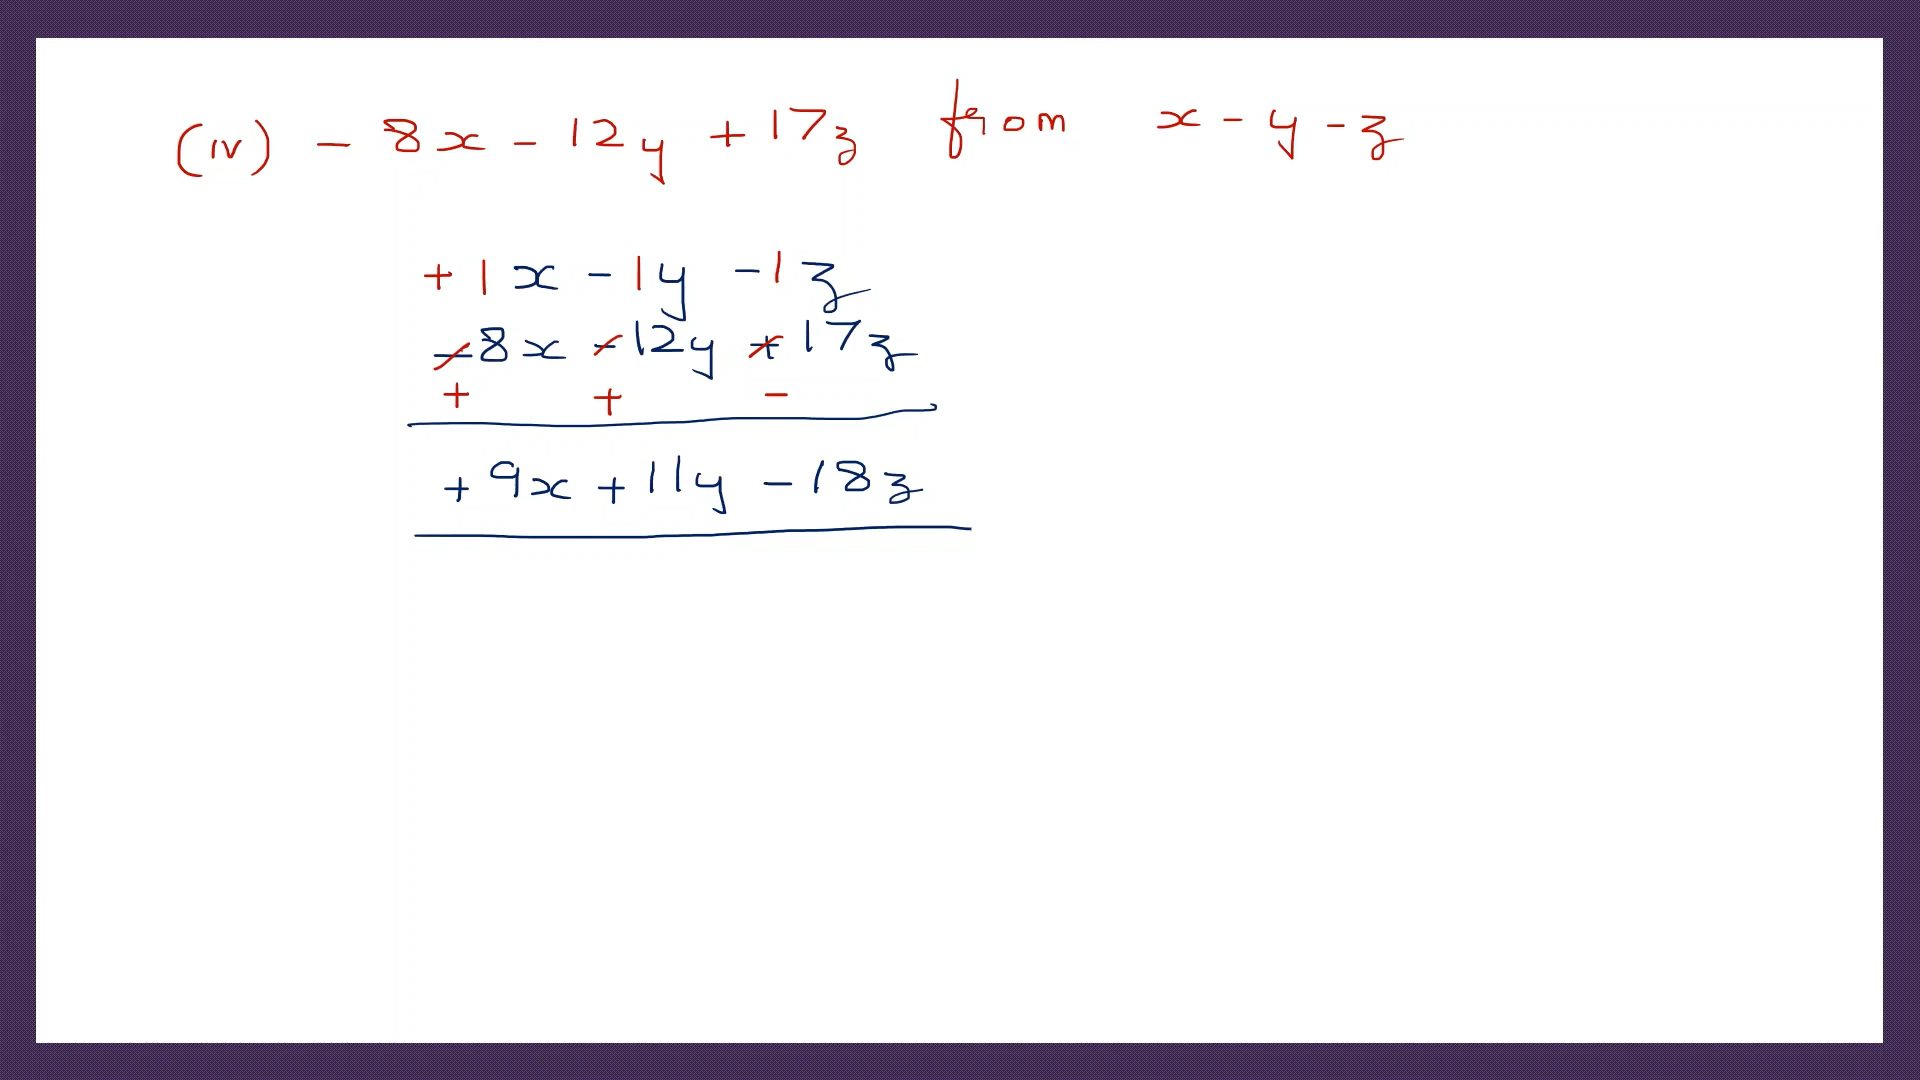 (iv) - 8x - 12y + 17z from x - y - z
+ 1x - 1y - 1z
- 8x - 12y + 17z
+ + -
+ 9x + 11y - 18z